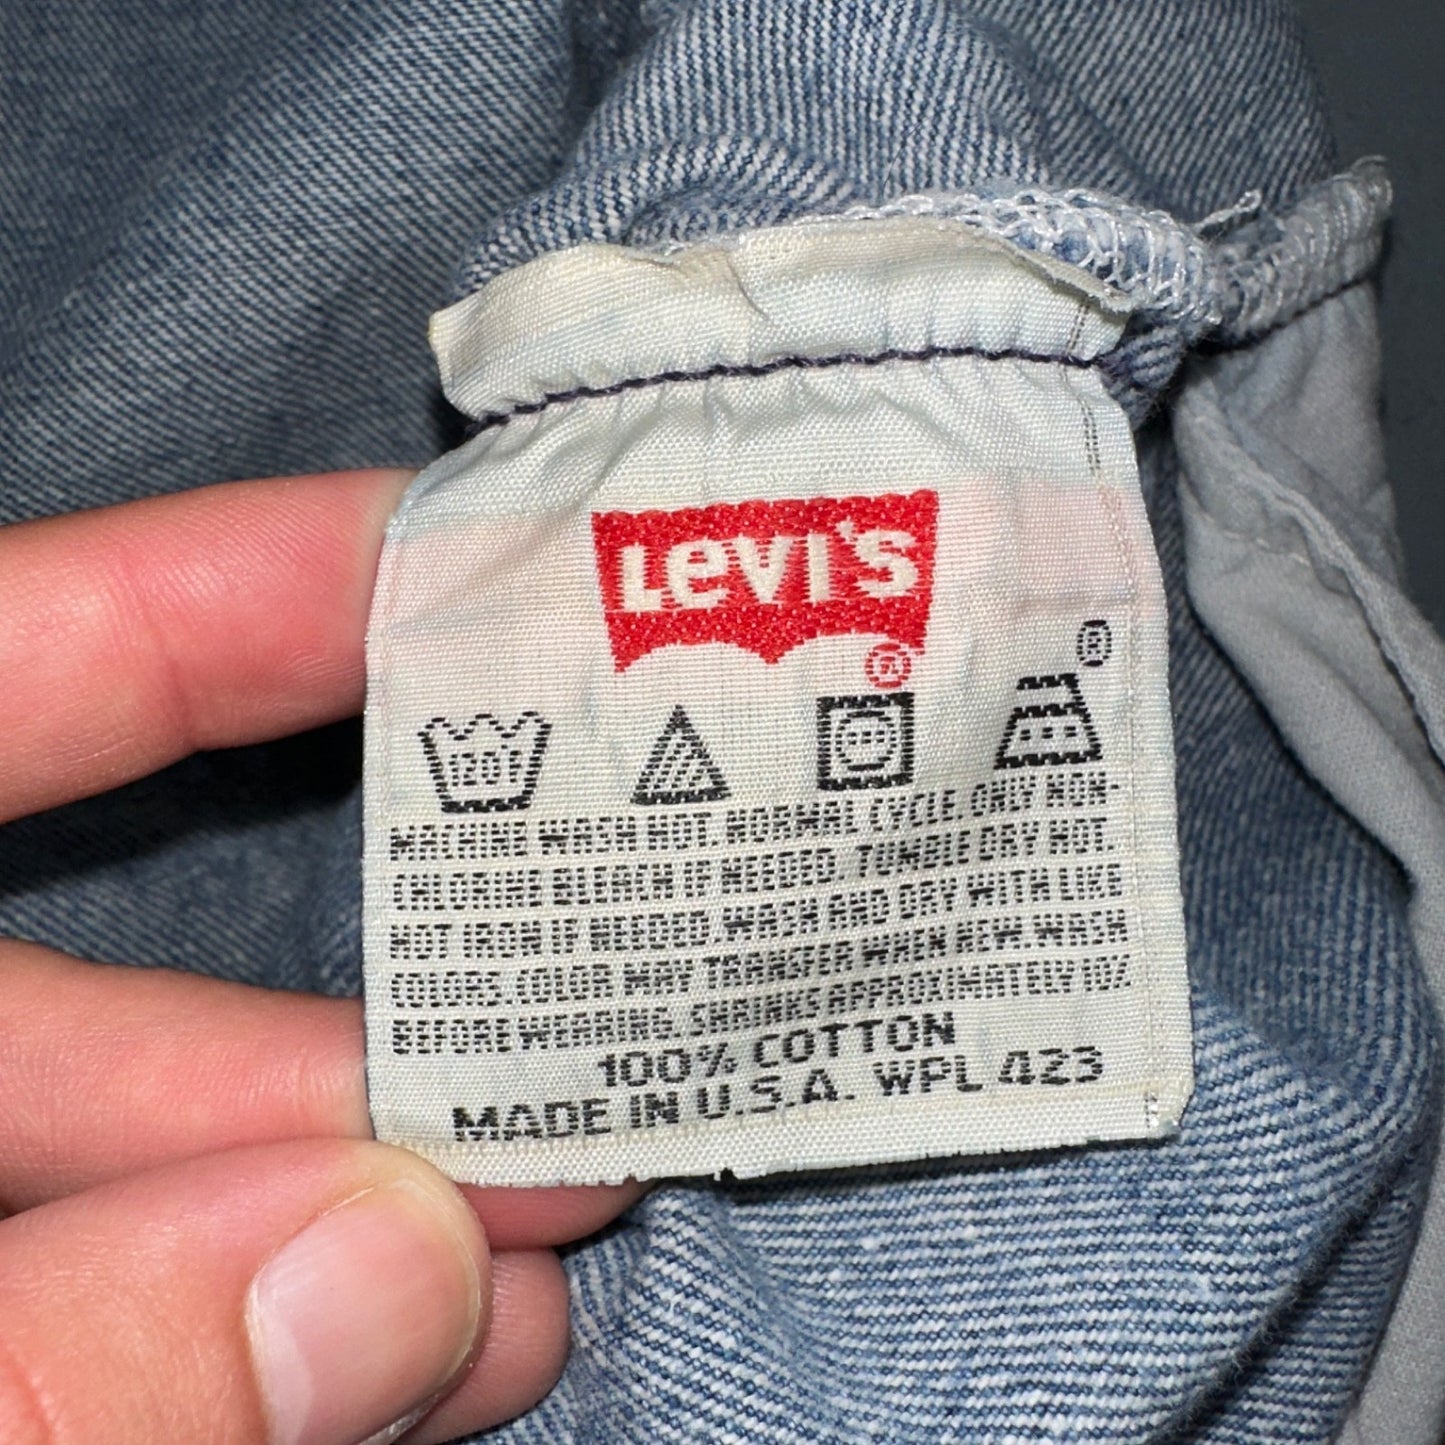 LEVI'S
®
®
120F
MACHINE WASH HOT. NORMAL CYCLE. ONLY NON-
CHLORINE BLEACH IF NEEDED. TUMBLE DRY HOT.
HOT IRON IF NEEDED. WASH AND DRY WITH LIKE
COLORS. COLOR MAY TRANSFER WHEN NEW. WASH
BEFORE WEARING. SHRINKS APPROXIMATELY 10%.
100% COTTON
MADE IN U.S.A. WPL 423